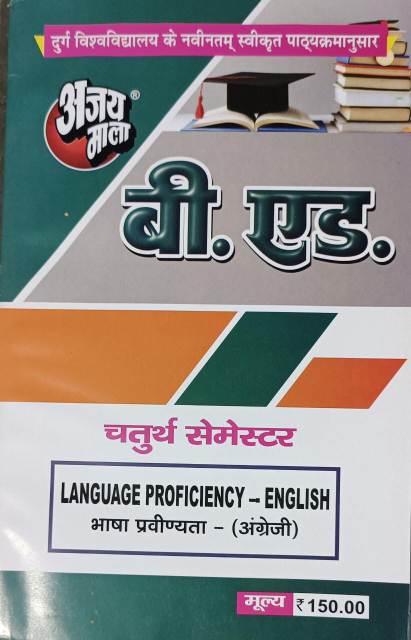 दुर्ग विश्वविद्यालय के नवीनतम् स्वीकृत पाठ्यक्रमानुसार
अजय®
माला
बी. एड.
चतुर्थ सेमेस्टर
LANGUAGE PROFICIENCY – ENGLISH
भाषा प्रवीण्यता – (अंग्रेजी)
मूल्य ₹ 150.00